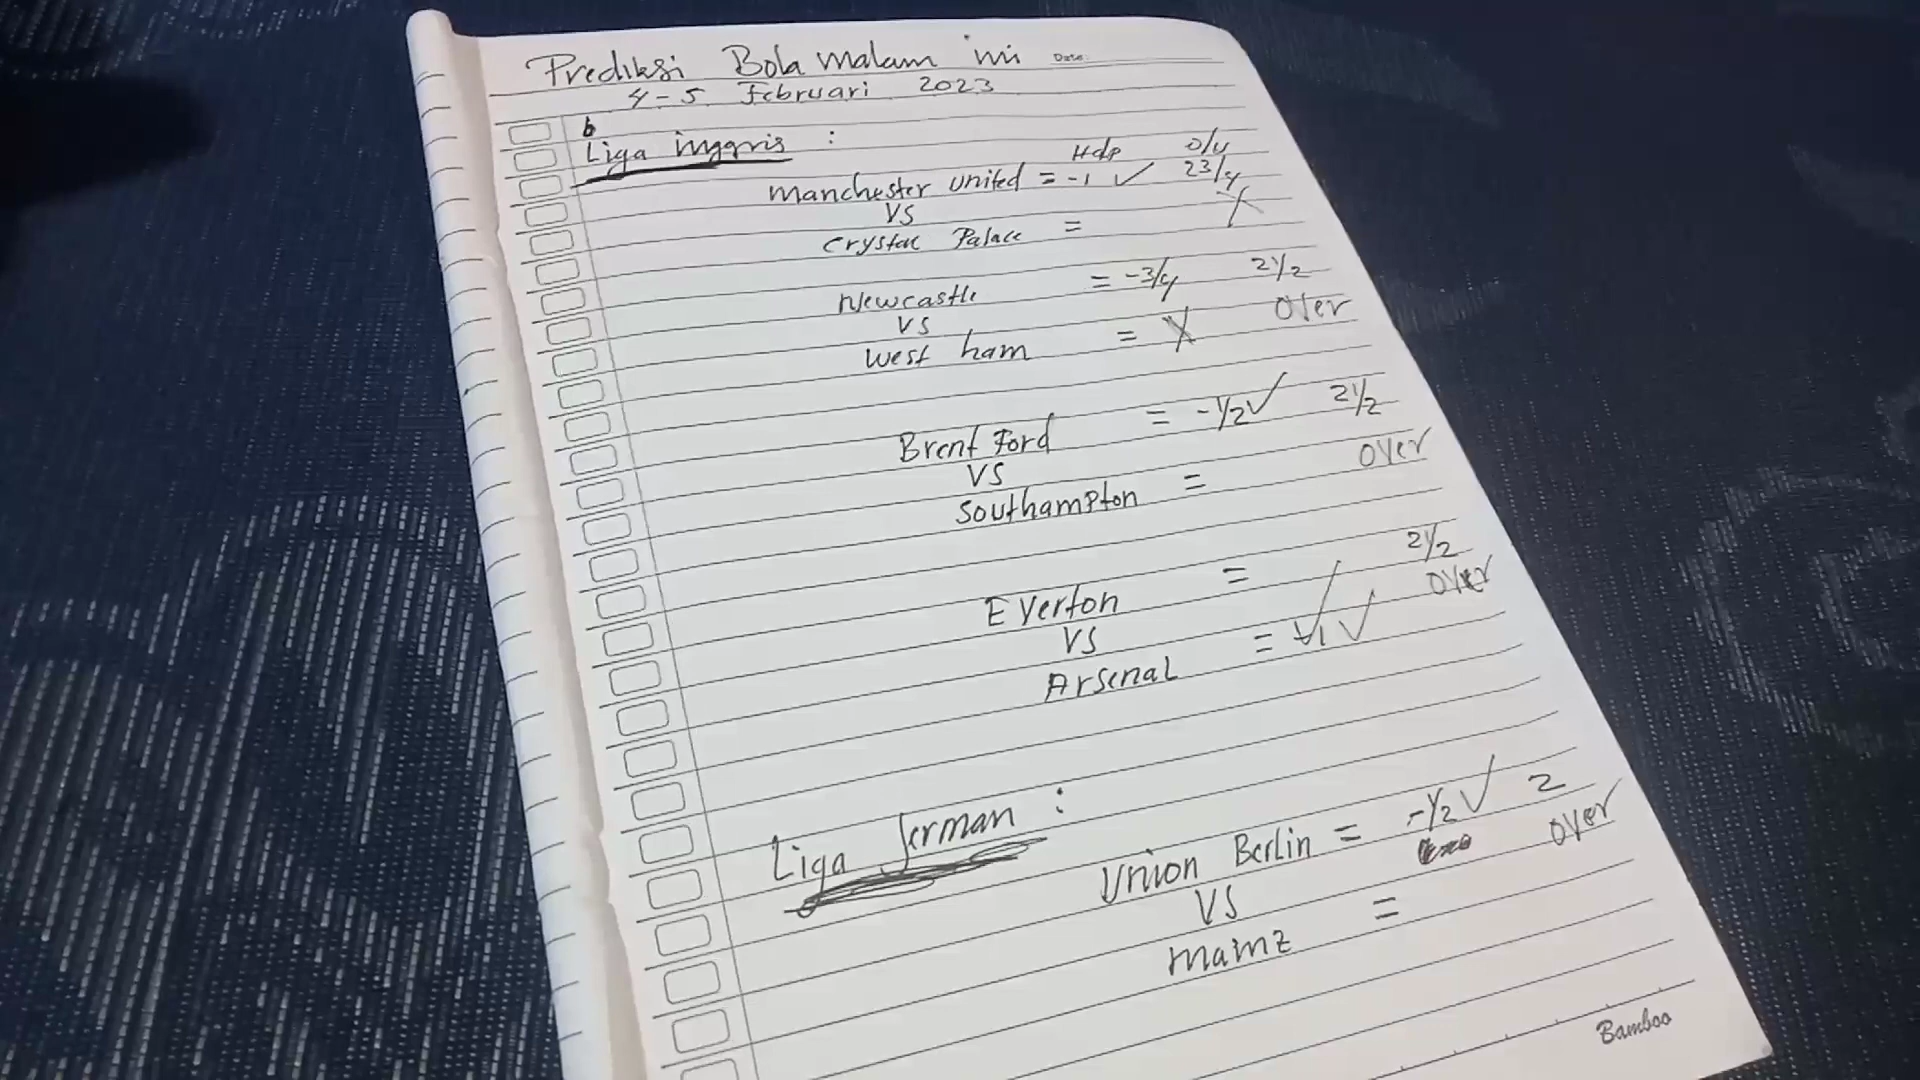 Prediksi Bola malam ini Date:
4-5 Februari 2023
b
Liga inggris :
Hdp O/U
Manchester united = -1 ✓ 2 3/4
VS X
Crystal Palace =
Newcastle = -3/4 2 1/2
VS Over
West ham = X
Brent Ford = -1/2 ✓ 2 1/2
VS Over
Southampton =
Everton = 2 1/2
VS Over
Arsenal = -1 ✓
Liga Jerman :
Union Berlin = -1/2 ✓ 2
VS Over
Mainz =
Bamboo